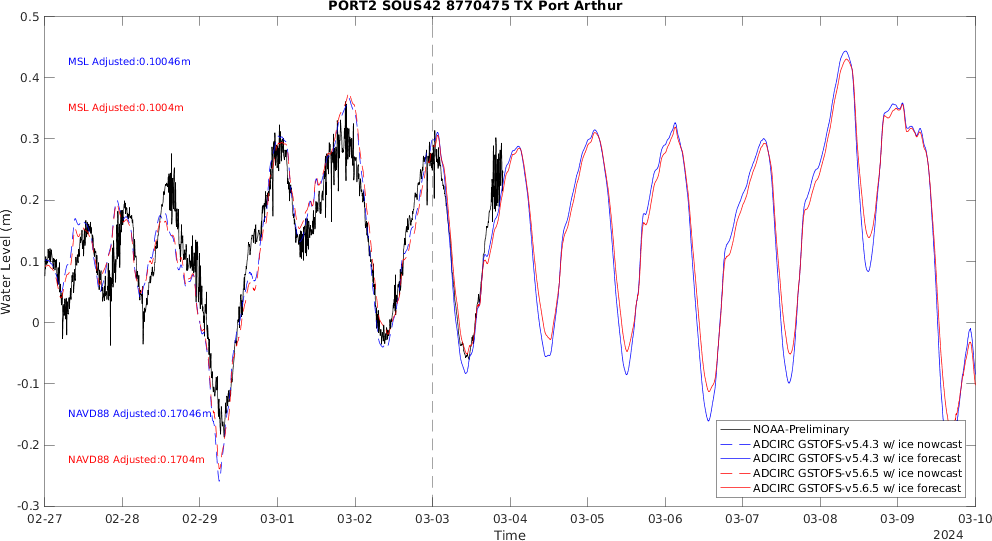 PORT2 SOUS42 8770475 TX Port Arthur
Water Level (m)
0.5
0.4
0.3
0.2
0.1
0
-0.1
-0.2
-0.3
MSL Adjusted:0.10046m
MSL Adjusted:0.1004m
NAVD88 Adjusted:0.17046m
NAVD88 Adjusted:0.1704m
NOAA-Preliminary
ADCIRC GSTOFS-v5.4.3 w/ ice nowcast
ADCIRC GSTOFS-v5.4.3 w/ ice forecast
ADCIRC GSTOFS-v5.6.5 w/ ice nowcast
ADCIRC GSTOFS-v5.6.5 w/ ice forecast
02-27 02-28 02-29 03-01 03-02 03-03 03-04 03-05 03-06 03-07 03-08 03-09 03-10
Time
2024